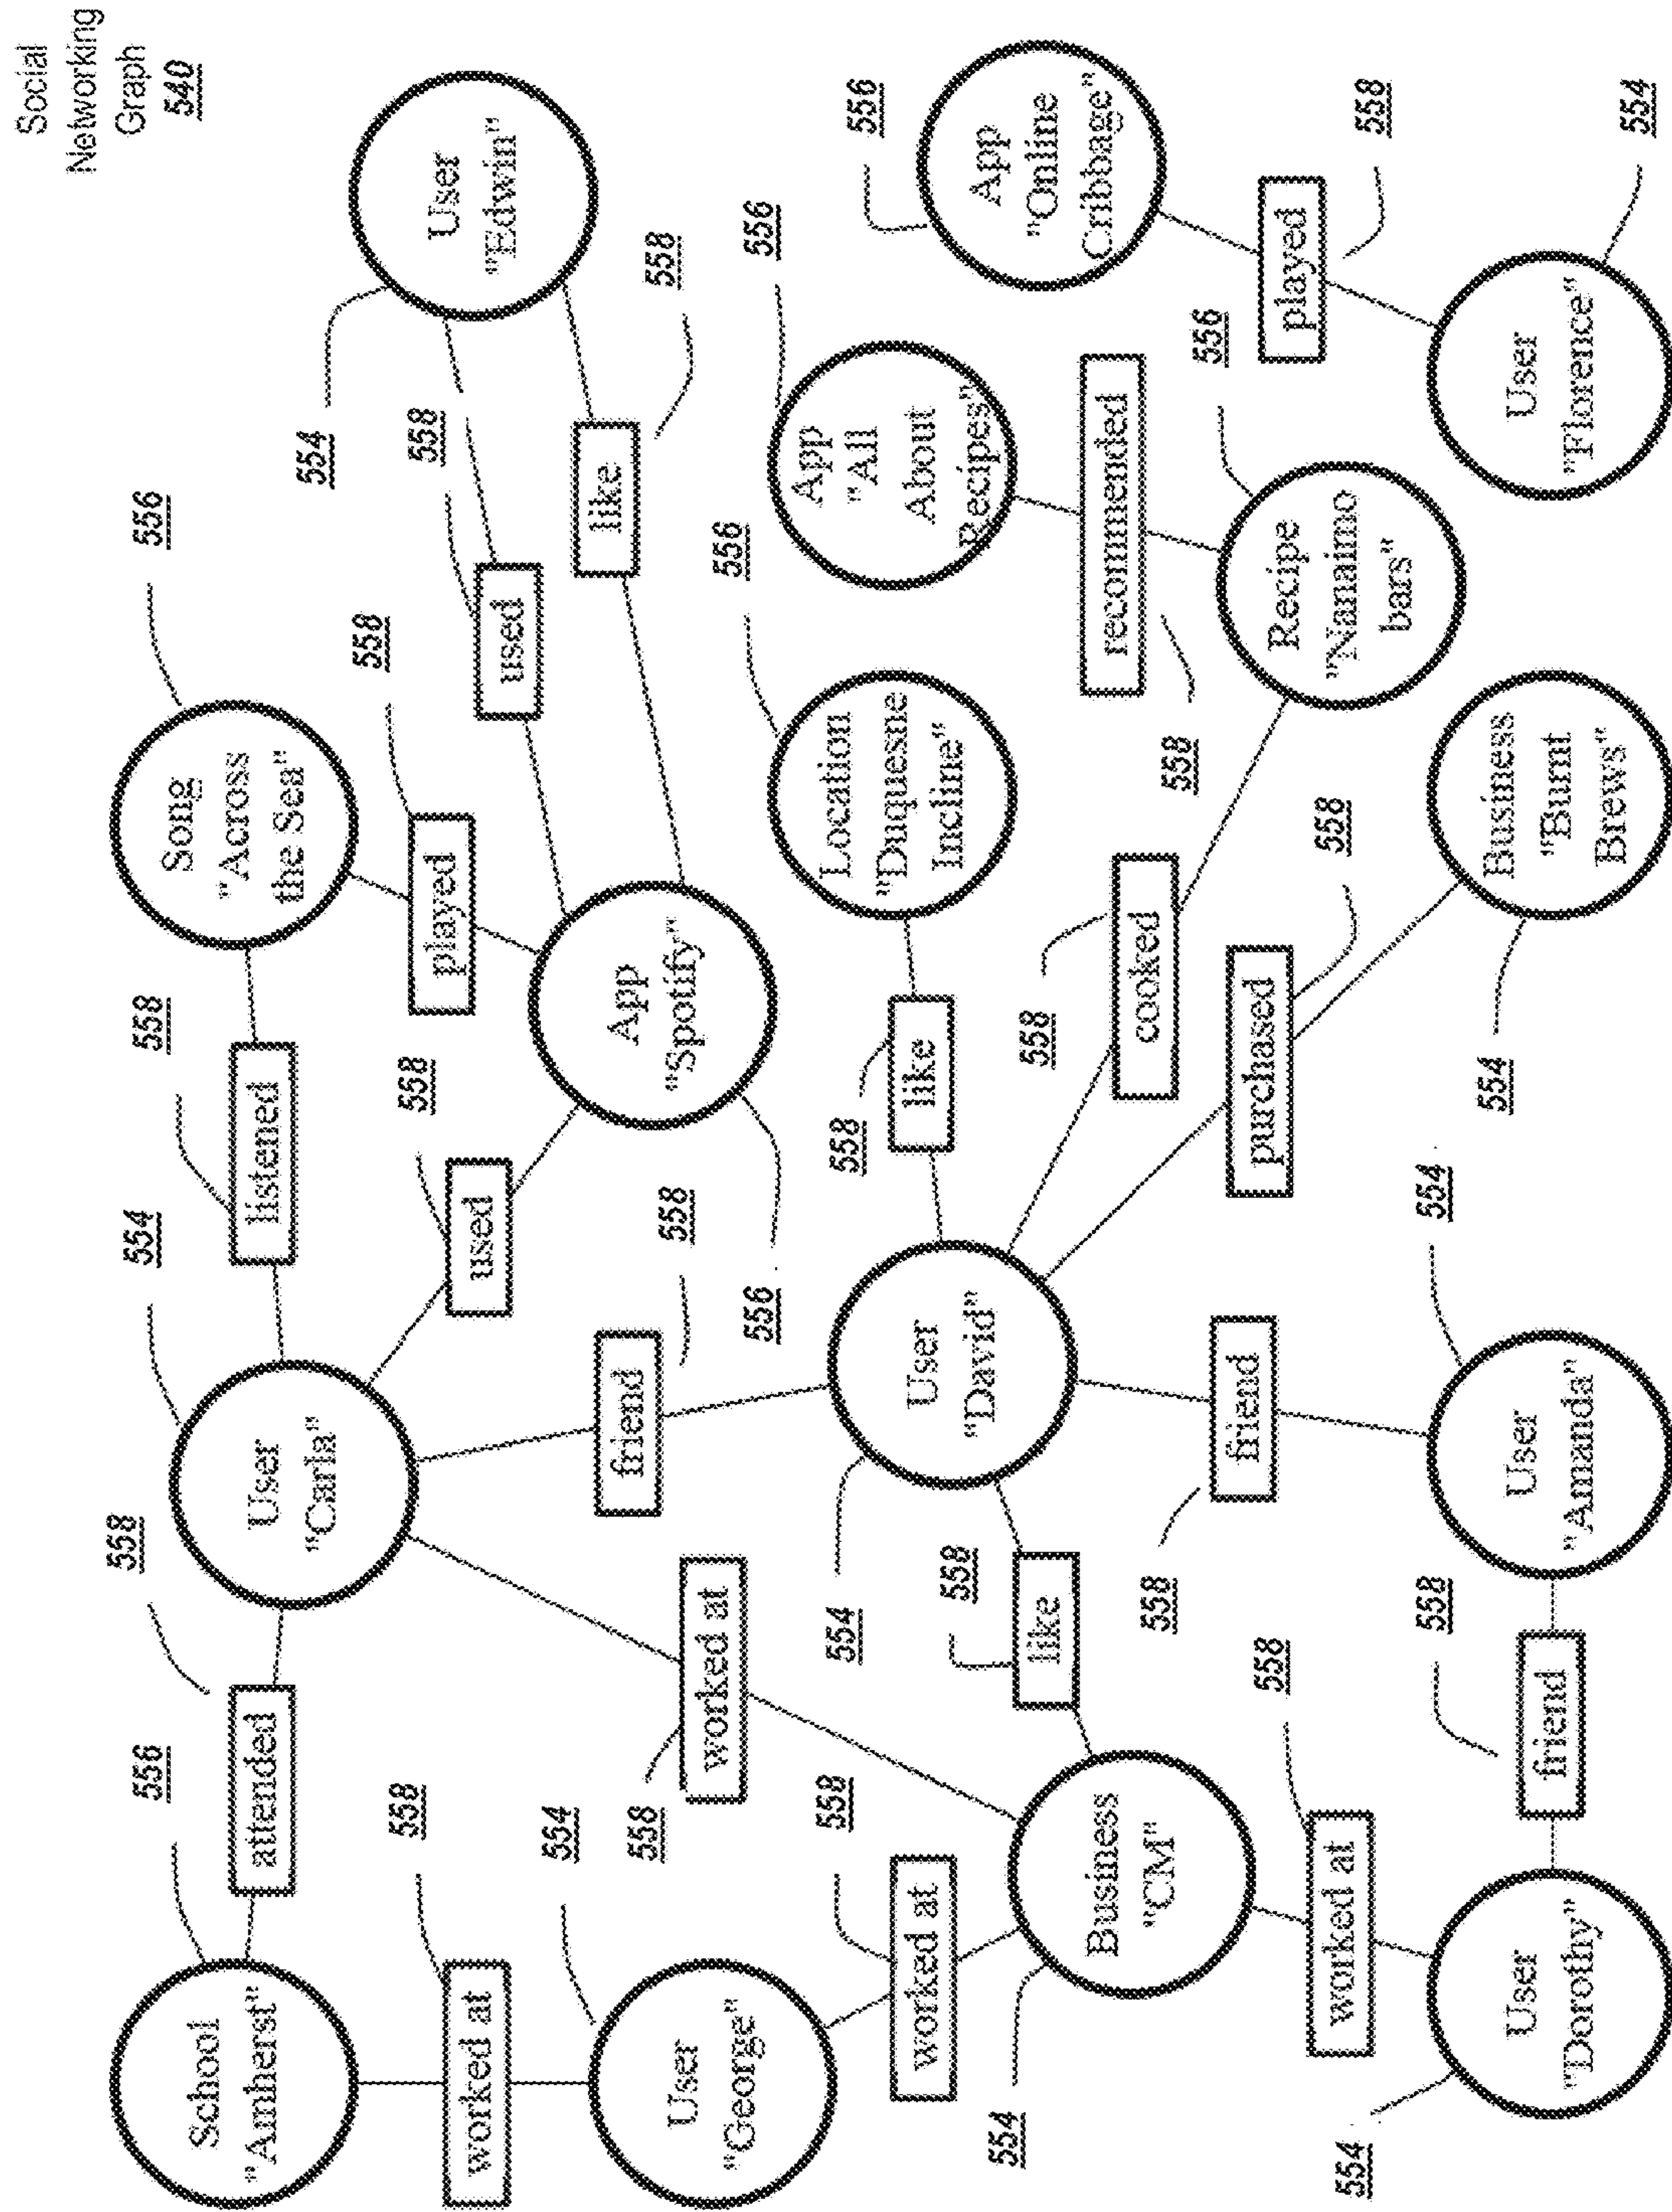 Social
Networking
Graph
540
556
558
554
558
556
School
"Amherst"
attended
User
"Carla"
listened
Song
"Across
the Sea"
558
558
558
554
558
worked at
used
played
used
User
"Edwin"
554
558
friend
558
like
558
User
"George"
worked at
App
"Spotify"
558
554
556
558
556
556
556
worked at
User
"David"
like
Location
"Duquesne
Incline"
App
"All
About
Recipes"
App
"Online
Cribbage"
558
558
554
Business
"CM"
like
cooked
recommended
558
558
556
558
friend
purchased
Recipe
"Nanaimo
bars"
played
558
558
worked at
554
558
554
554
554
User
"Dorothy"
friend
User
"Amanda"
Business
"Burnt
Brews"
User
"Florence"